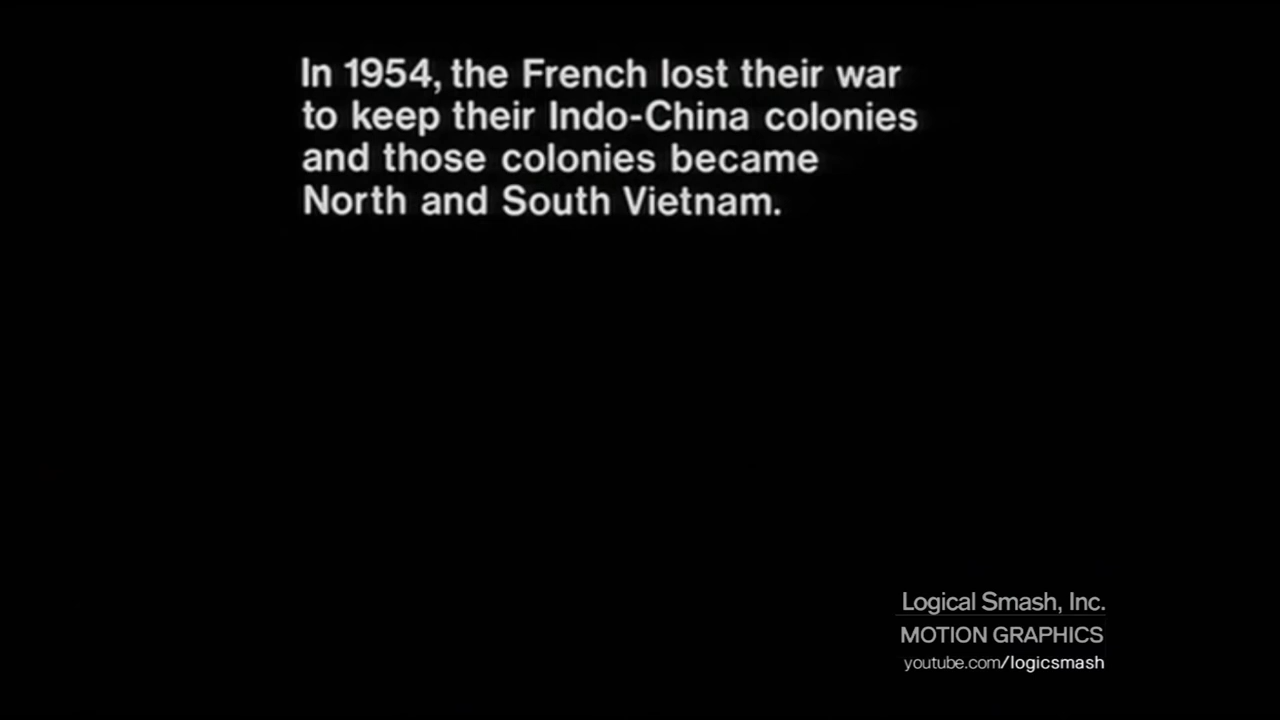 In 1954, the French lost their war
to keep their Indo-China colonies
and those colonies became
North and South Vietnam.
Logical Smash, Inc.
MOTION GRAPHICS
youtube.com/logicsmash